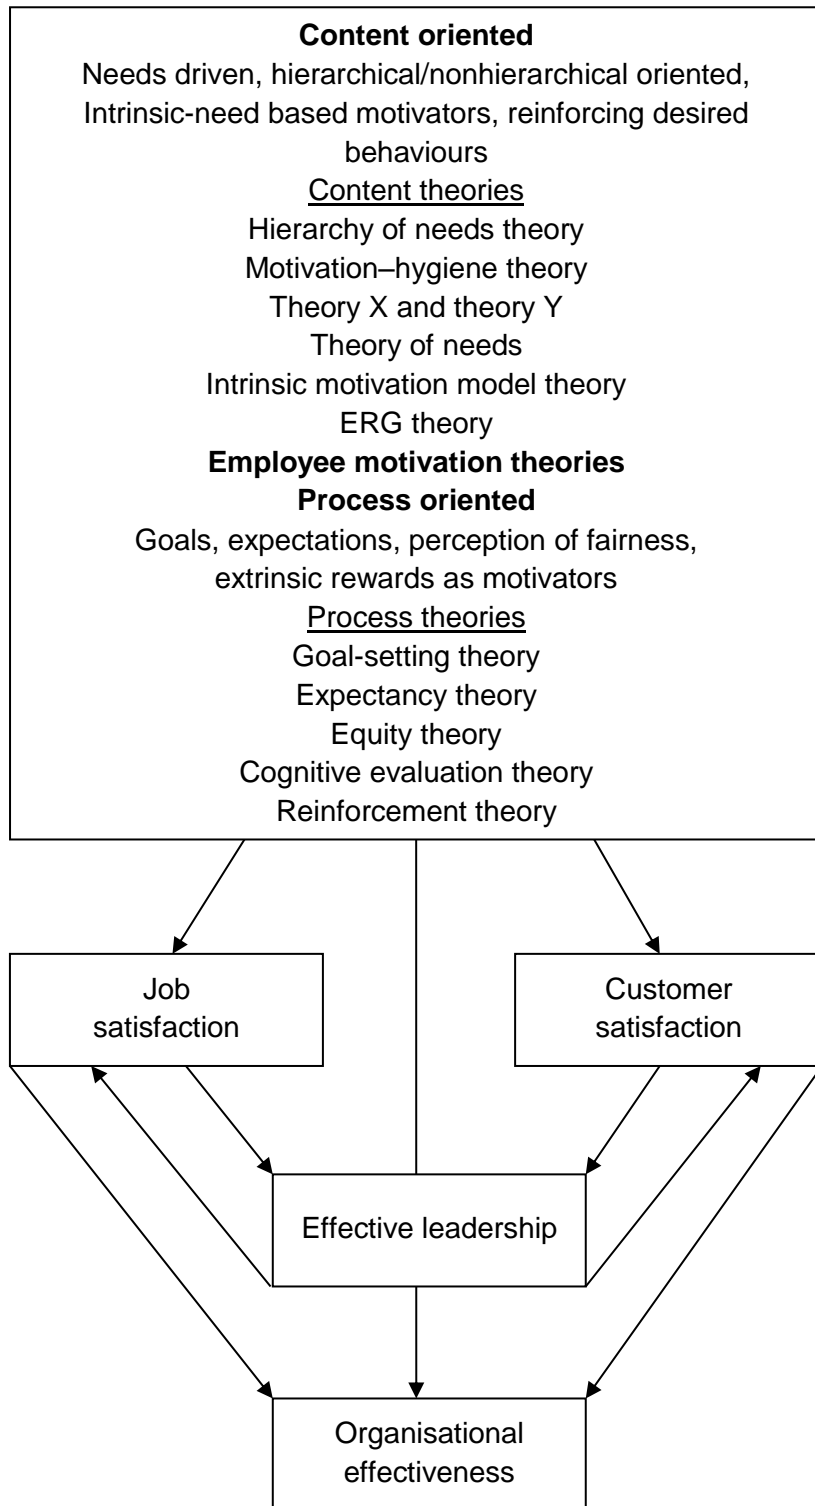 Content oriented
Needs driven, hierarchical/nonhierarchical oriented,
Intrinsic-need based motivators, reinforcing desired
behaviours
Content theories
Hierarchy of needs theory
Motivation–hygiene theory
Theory X and theory Y
Theory of needs
Intrinsic motivation model theory
ERG theory
Employee motivation theories
Process oriented
Goals, expectations, perception of fairness,
extrinsic rewards as motivators
Process theories
Goal-setting theory
Expectancy theory
Equity theory
Cognitive evaluation theory
Reinforcement theory
Job
satisfaction
Customer
satisfaction
Effective leadership
Organisational
effectiveness